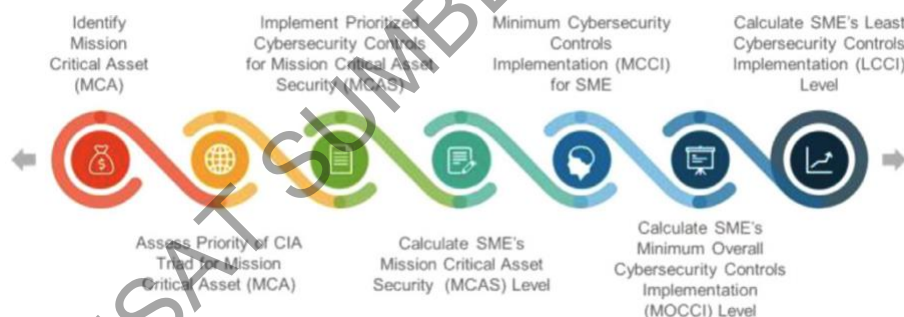 Identify
Mission
Critical Asset
(MCA)
Implement Prioritized
Cybersecurity Controls
for Mission Critical Asset
Security (MCAS)
Minimum Cybersecurity
Controls
Implementation (MCCI)
for SME
Calculate SME's Least
Cybersecurity Controls
Implementation (LCCI)
Level
Assess Priority of CIA
Triad for Mission
Critical Asset (MCA)
Calculate SME's
Mission Critical Asset
Security (MCAS) Level
Calculate SME's
Minimum Overall
Cybersecurity Controls
Implementation
(MOCCI) Level
SAT SUMBE